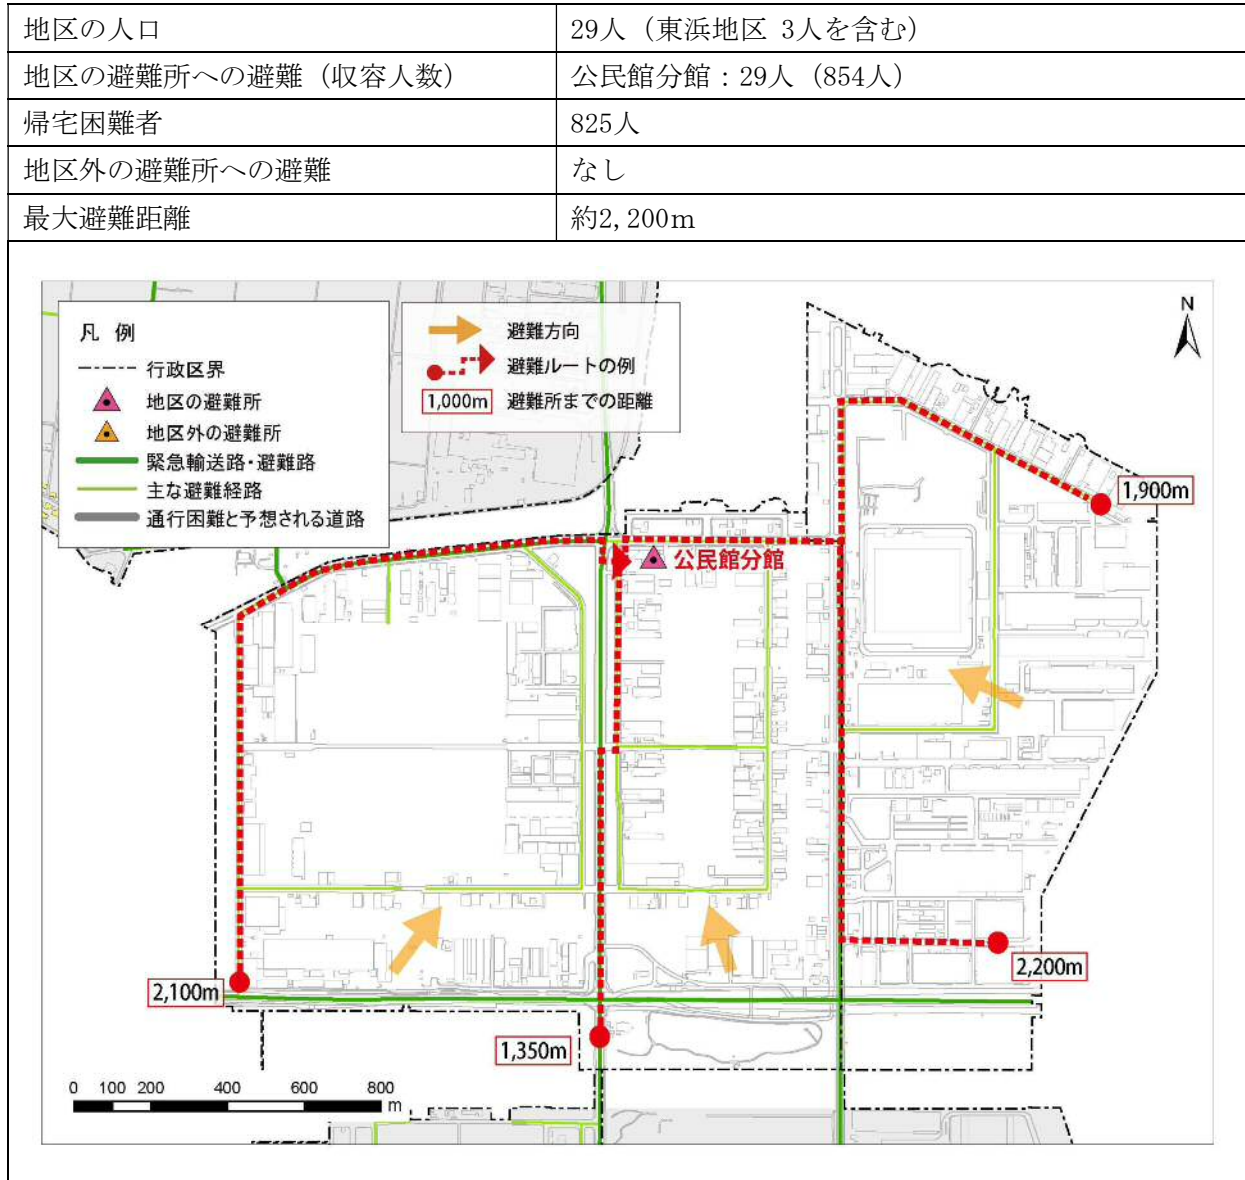 地区の人口 29人（東浜地区 3人を含む）
地区の避難所への避難（収容人数） 公民館分館：29人（854人）
帰宅困難者 825人
地区外の避難所への避難 なし
最大避難距離 約2,200m
凡 例
行政区界
地区の避難所
地区外の避難所
緊急輸送路・避難路
主な避難経路
通行困難と予想される道路
避難方向
避難ルートの例
1,000m 避難所までの距離
N
1,900m
公民館分館
2,100m
2,200m
1,350m
0 100 200 400 600 800
m